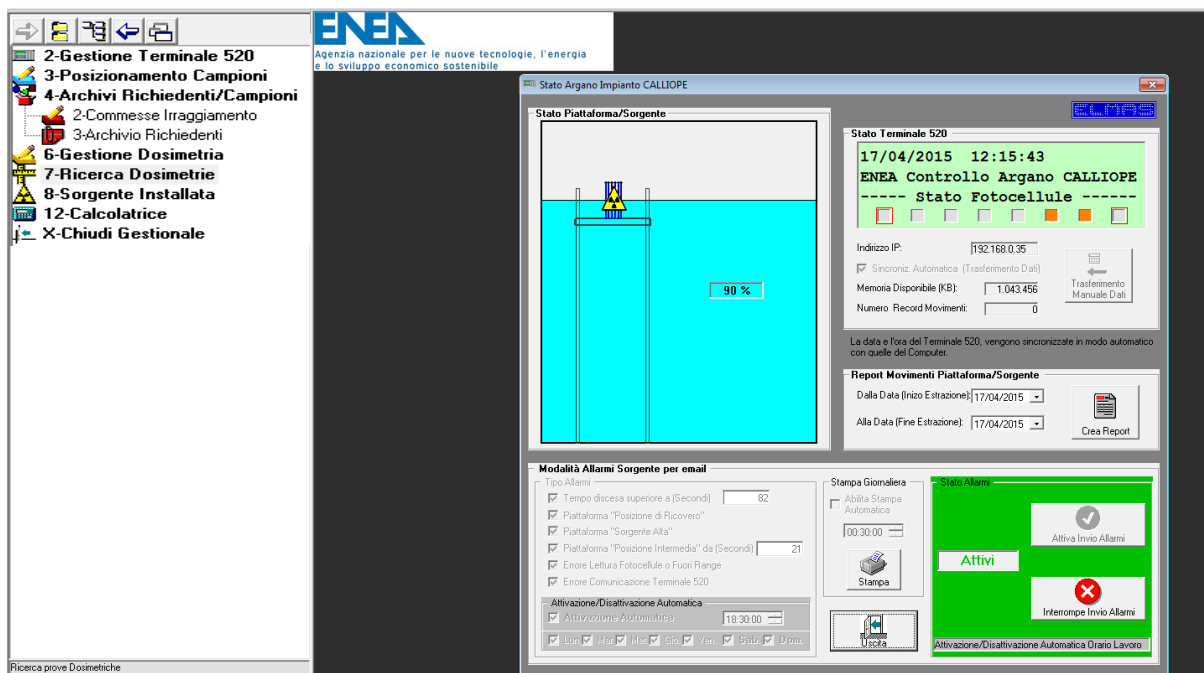 2-Gestione Terminale 520
3-Posizionamento Campioni
4-Archivi Richiedenti/Campioni
2-Commesse Irraggiamento
3-Archivio Richiedenti
6-Gestione Dosimetria
7-Ricerca Dosimetrie
8-Sorgente Installata
12-Calcolatrice
X-Chiudi Gestionale
Ricerca prove Dosimetriche
ENEA
Agenzia nazionale per le nuove tecnologie, l'energia
e lo sviluppo economico sostenibile
Stato Argano Impianto CALLIOPE
Stato Piattaforma/Sorgente
90 %
ELMAS
Stato Terminale 520
17/04/2015 12:15:43
ENEA Controllo Argano CALLIOPE
----- Stato Fotocellule ------
Indirizzo IP: 192.168.0.35
Sincroniz. Automatica (Trasferimento Dati)
Memoria Disponibile (KB): 1.043.456
Numero Record Movimenti: 0
Trasferimento
Manuale Dati
La data e l'ora del Terminale 520, vengono sincronizzate in modo automatico
con quelle del Computer.
Report Movimenti Piattaforma/Sorgente
Dalla Data (Inizo Estrazione): 17/04/2015
Alla Data (Fine Estrazione): 17/04/2015
Crea Report
Modalità Allarmi Sorgente per email
Tipo Allarmi
Tempo discesa superiore a (Secondi) 82
Piattaforma "Posizione di Ricovero"
Piattaforma "Sorgente Alta"
Piattaforma "Posizione Intermedia" da (Secondi) 21
Errore Lettura Fotocellule o Fuori Range
Errore Comunicazione Terminale 520
Attivazione/Disattivazione Automatica
Attivazione Automatica 18:30:00
Lun Mar Mer Gio Ven. Sab. Dom.
Stampa Giornaliera
Abilita Stampa
Automatica
00:30:00
Stampa
Uscita
Stato Allarmi
Attiva Invio Allarmi
Attivi
Interrompe Invio Allarmi
Attivazione/Disattivazione Automatica Orario Lavoro